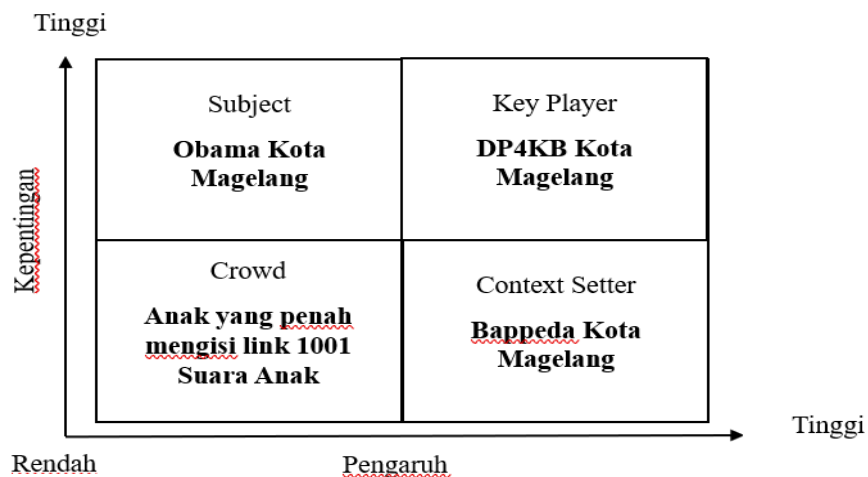 Tinggi
Subject
Obama Kota
Magelang
Key Player
DP4KB Kota
Magelang
Kepentingan
Crowd
Anak yang penah
mengisi link 1001
Suara Anak
Context Setter
Bappeda Kota
Magelang
Tinggi
Rendah
Pengaruh